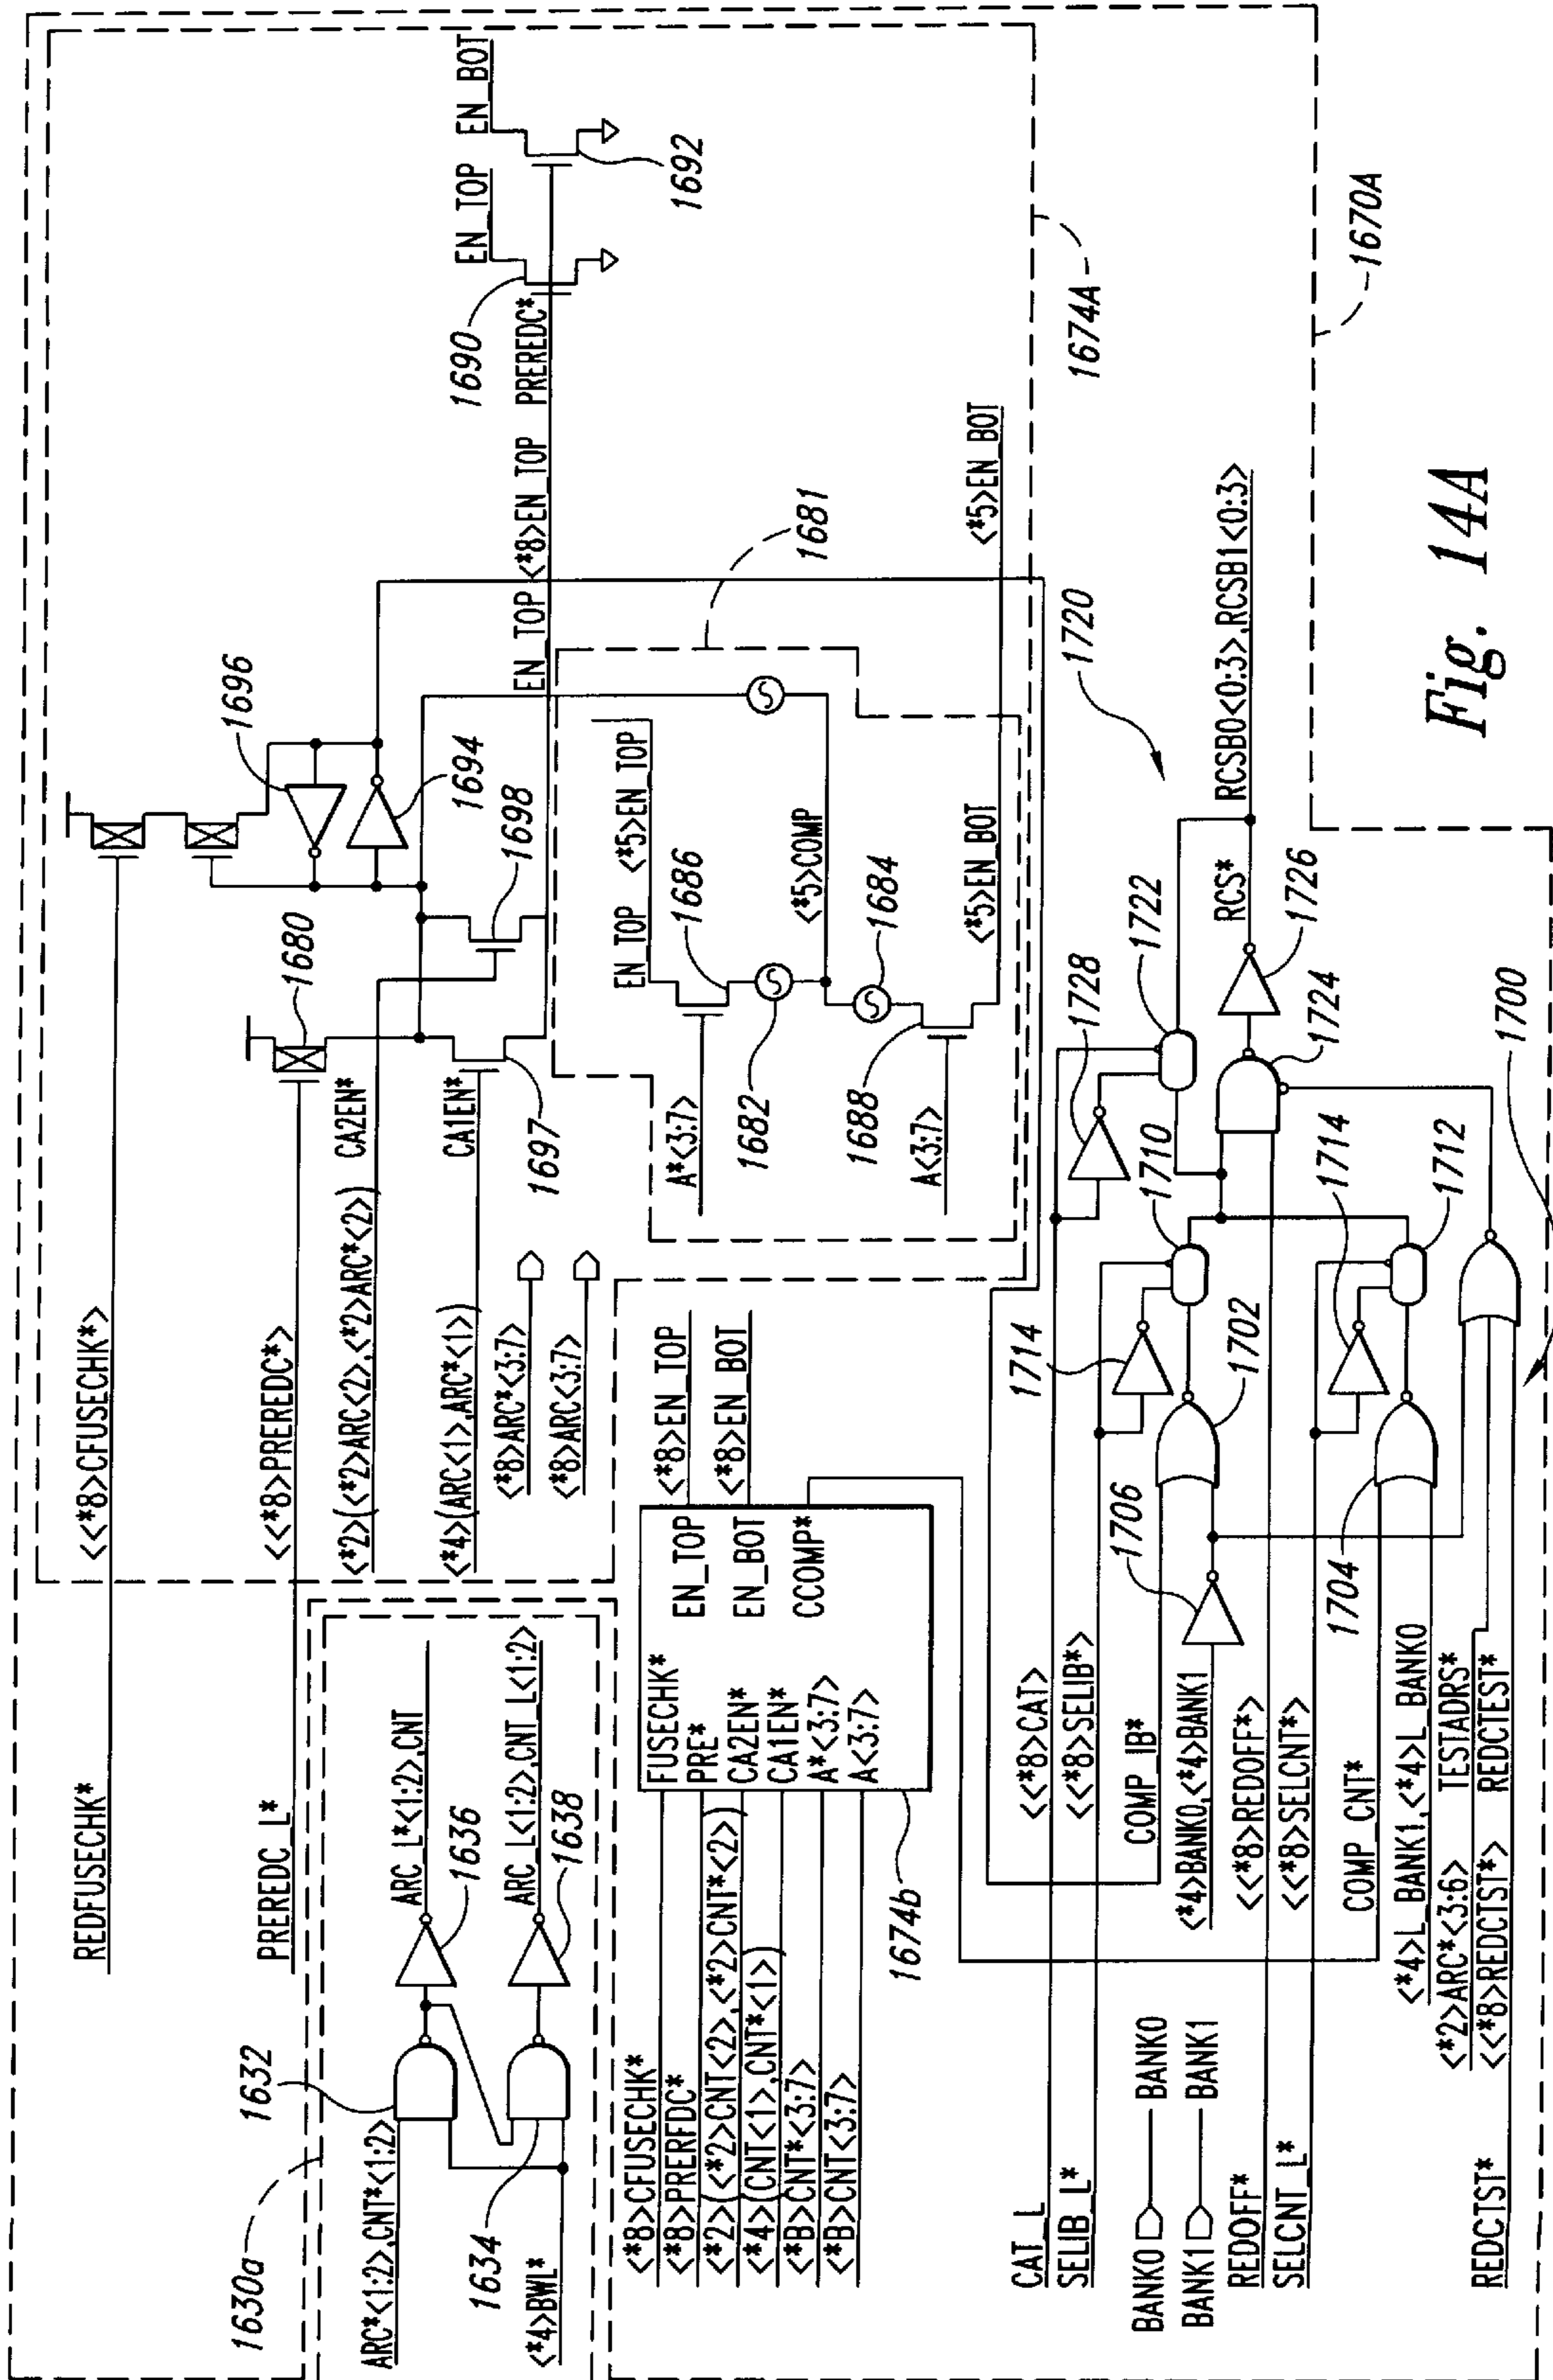 REDFUSECHK*
<<*8>CFUSECHK*>
PREREDC_L*
<<*8>PREREDC*>
<*2>(<*2>ARC<2>,<*2>ARC*<2>)
CA2EN*
<*4>(ARC<1>,ARC*<1>)
CA1EN*
<*8>ARC*<3:7>
<*8>ARC<3:7>
1680
1696
1694
1698
1697
EN_TOP
<*8>EN_TOP
PREREDC*
1690
EN_TOP
EN_BOT
1692
1681
EN_TOP
<*5>EN_TOP
1686
A*<3:7>
1682
<*5>COMP
1684
1688
A<3:7>
<*5>EN_BOT
<*5>EN_BOT
1674A
1670A
1630a
1632
ARC*<1:2>,CNT*<1:2>
ARC_L*<1:2>,CNT
1636
1634
<*4>BWL*
ARC_L<1:2>,CNT_L<1:2>
1638
<*8>CFUSECHK*
<*8>PRERFDC*
<*2>(<*2>CNT<2>,<*2>CNT*<2>)
<*4>(CNT<1>,CNT*<1>)
<*B>CNT*<3:7>
<*B>CNT<3:7>
FUSECHK*
PRE*
CA2EN*
CA1EN*
A*<3:7>
A<3:7>
EN_TOP
EN_BOT
CCOMP*
<*8>EN_TOP
<*8>EN_BOT
1674b
CAT_L
<<*8>CAT>
SELIB_L*
<<*8>SELIB*>
COMP_IB*
BANK0
BANK0
<*4>BANK0,<*4>BANK1
BANK1
BANK1
REDOFF*
<<*8>REDOFF*>
SELCNT_L*
<<*8>SELCNT*>
COMP_CNT*
<*4>L_BANK1,<*4>L_BANK0
<*2>ARC*<3:6>
TESTADRS*
<<*8>REDCTST*>
REDCTEST*
REDCTST*
1706
1702
1704
1714
1710
1714
1712
1728
1722
1724
1726
1720
1700
RCS*
RCSB0<0:3>,RCSB1<0:3>
Fig. 14A